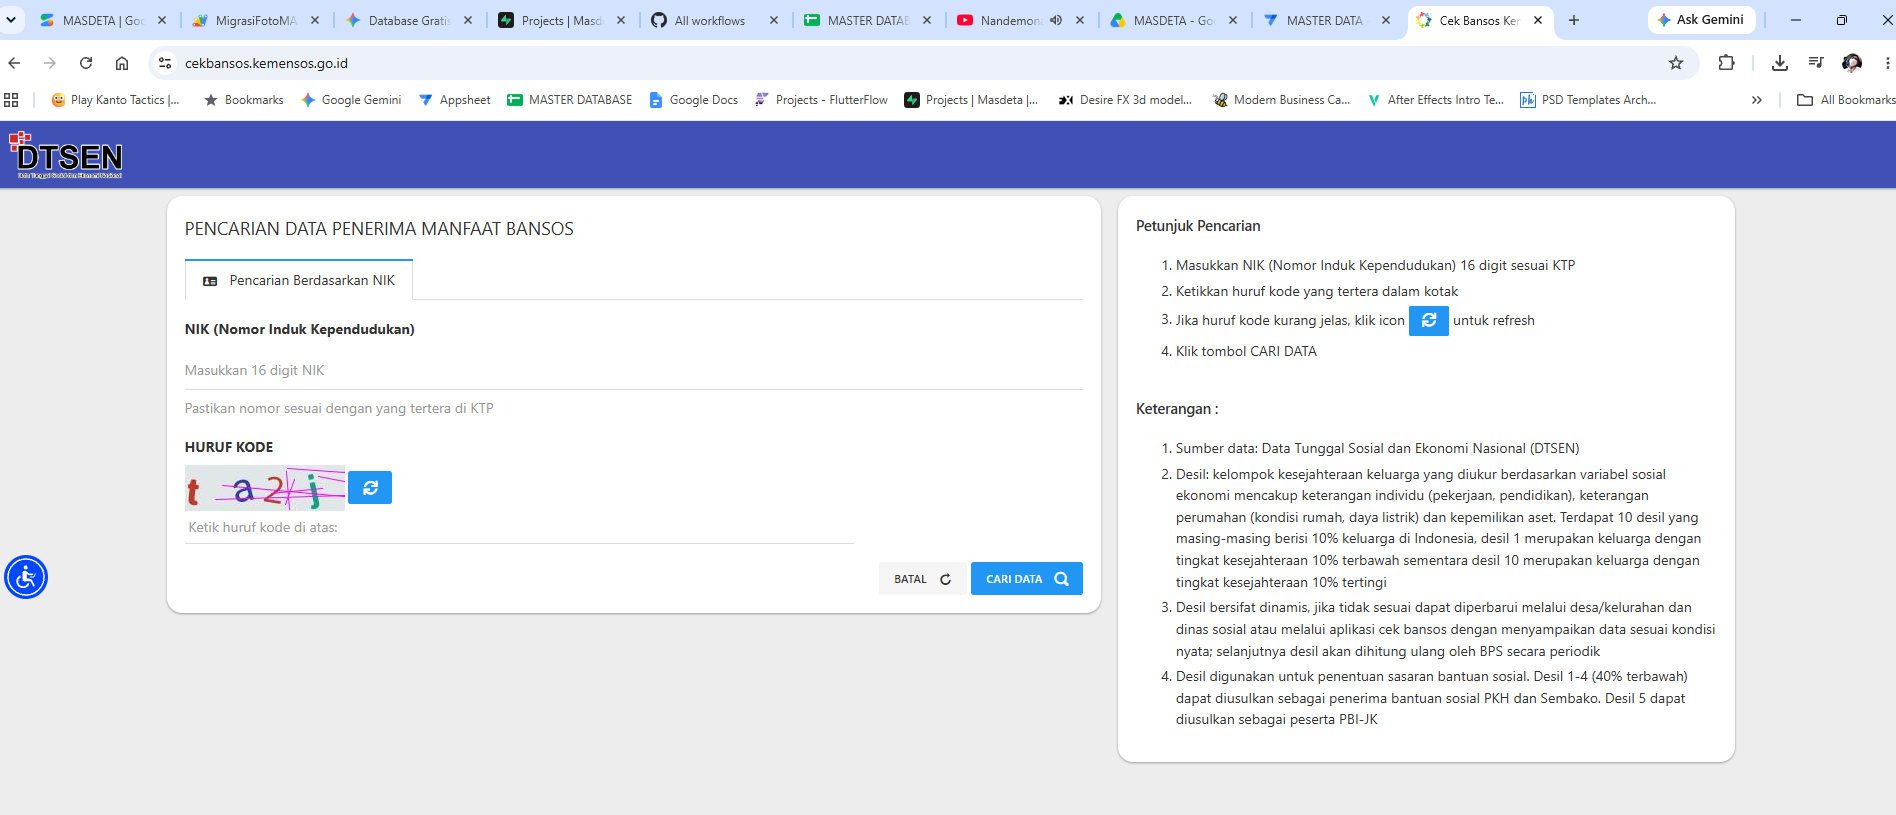 MASDETA | Goo
MigrasiFotoMA
Database Gratis
Projects | Masde
All workflows
MASTER DATAB
Nandemona
MASDETA - Goo
MASTER DATA
Cek Bansos Kem
Ask Gemini
cekbansos.kemensos.go.id
Play Kanto Tactics |...
Bookmarks
Google Gemini
Appsheet
MASTER DATABASE
Google Docs
Projects - FlutterFlow
Projects | Masdeta |...
Desire FX 3d model...
Modern Business Ca...
After Effects Intro Te...
PSD Templates Arch...
All Bookmarks
DTSEN
Data Tunggal Sosial dan Ekonomi Nasional
PENCARIAN DATA PENERIMA MANFAAT BANSOS
Pencarian Berdasarkan NIK
NIK (Nomor Induk Kependudukan)
Masukkan 16 digit NIK
Pastikan nomor sesuai dengan yang tertera di KTP
HURUF KODE
t a2 j
Ketik huruf kode di atas:
BATAL
CARI DATA
Petunjuk Pencarian
1. Masukkan NIK (Nomor Induk Kependudukan) 16 digit sesuai KTP
2. Ketikkan huruf kode yang tertera dalam kotak
3. Jika huruf kode kurang jelas, klik icon untuk refresh
4. Klik tombol CARI DATA
Keterangan :
1. Sumber data: Data Tunggal Sosial dan Ekonomi Nasional (DTSEN)
2. Desil: kelompok kesejahteraan keluarga yang diukur berdasarkan variabel sosial
ekonomi mencakup keterangan individu (pekerjaan, pendidikan), keterangan
perumahan (kondisi rumah, daya listrik) dan kepemilikan aset. Terdapat 10 desil yang
masing-masing berisi 10% keluarga di Indonesia, desil 1 merupakan keluarga dengan
tingkat kesejahteraan 10% terbawah sementara desil 10 merupakan keluarga dengan
tingkat kesejahteraan 10% tertingi
3. Desil bersifat dinamis, jika tidak sesuai dapat diperbarui melalui desa/kelurahan dan
dinas sosial atau melalui aplikasi cek bansos dengan menyampaikan data sesuai kondisi
nyata; selanjutnya desil akan dihitung ulang oleh BPS secara periodik
4. Desil digunakan untuk penentuan sasaran bantuan sosial. Desil 1-4 (40% terbawah)
dapat diusulkan sebagai penerima bantuan sosial PKH dan Sembako. Desil 5 dapat
diusulkan sebagai peserta PBI-JK